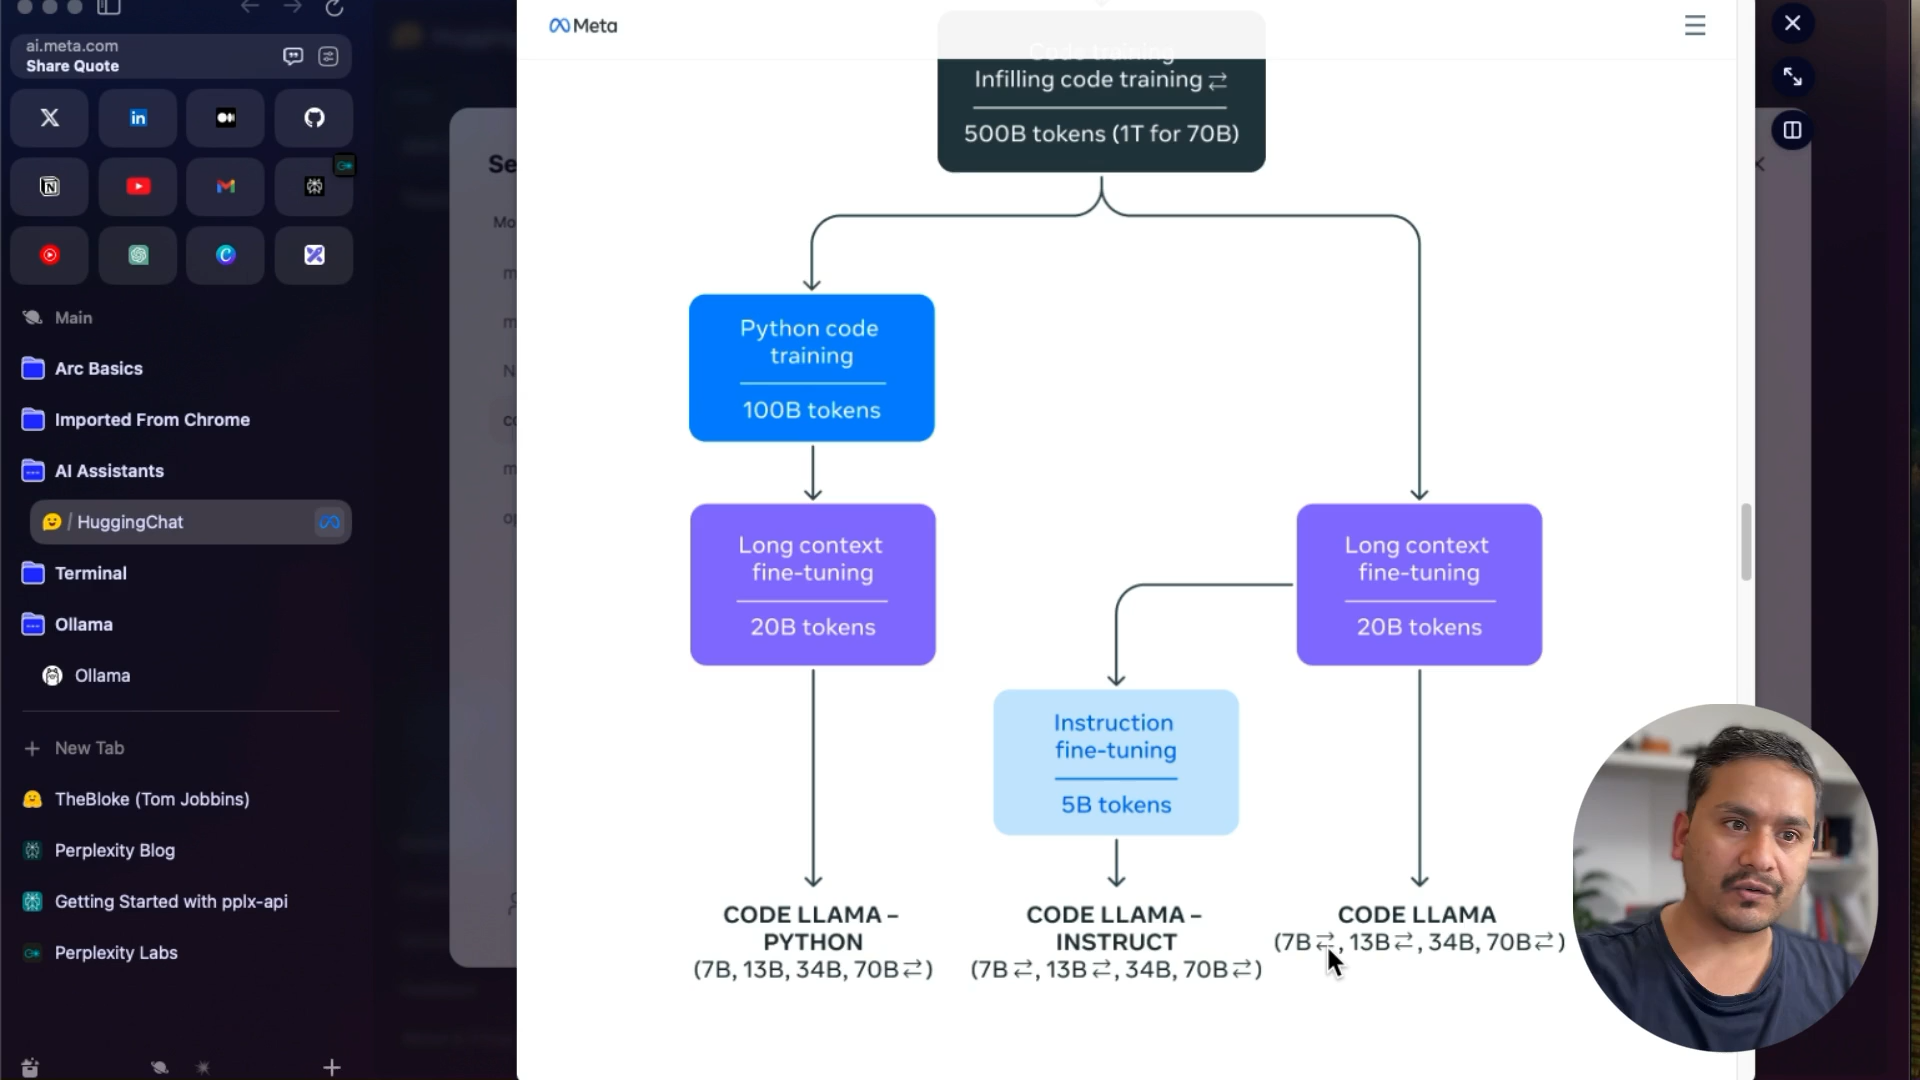 ai.meta.com
Share Quote
Main
Arc Basics
Imported From Chrome
AI Assistants
/ HuggingChat
Terminal
Ollama
Ollama
+ New Tab
TheBloke (Tom Jobbins)
Perplexity Blog
Getting Started with pplx-api
Perplexity Labs
Se
Mo
Meta
Code training
Infilling code training ⇄
500B tokens (1T for 70B)
Python code
training
100B tokens
Long context
fine-tuning
20B tokens
Long context
fine-tuning
20B tokens
Instruction
fine-tuning
5B tokens
CODE LLAMA –
PYTHON
(7B, 13B, 34B, 70B⇄)
CODE LLAMA –
INSTRUCT
(7B⇄, 13B⇄, 34B, 70B⇄)
CODE LLAMA
(7B⇄, 13B⇄, 34B, 70B⇄)